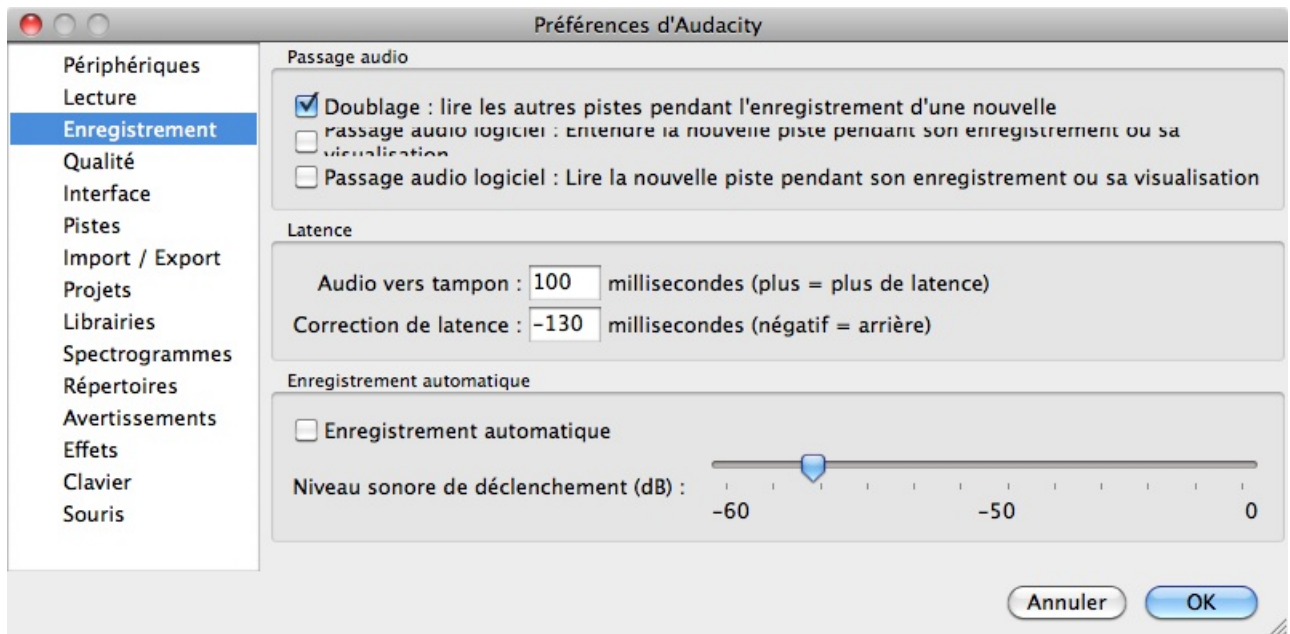 Préférences d'Audacity
Périphériques
Lecture
Enregistrement
Qualité
Interface
Pistes
Import / Export
Projets
Librairies
Spectrogrammes
Répertoires
Avertissements
Effets
Clavier
Souris
Passage audio
Doublage : lire les autres pistes pendant l'enregistrement d'une nouvelle
Passage audio logiciel : Entendre la nouvelle piste pendant son enregistrement ou sa
visualisation
Passage audio logiciel : Lire la nouvelle piste pendant son enregistrement ou sa visualisation
Latence
Audio vers tampon : 100 millisecondes (plus = plus de latence)
Correction de latence : -130 millisecondes (négatif = arrière)
Enregistrement automatique
Enregistrement automatique
Niveau sonore de déclenchement (dB) :
-60 -50 0
Annuler OK